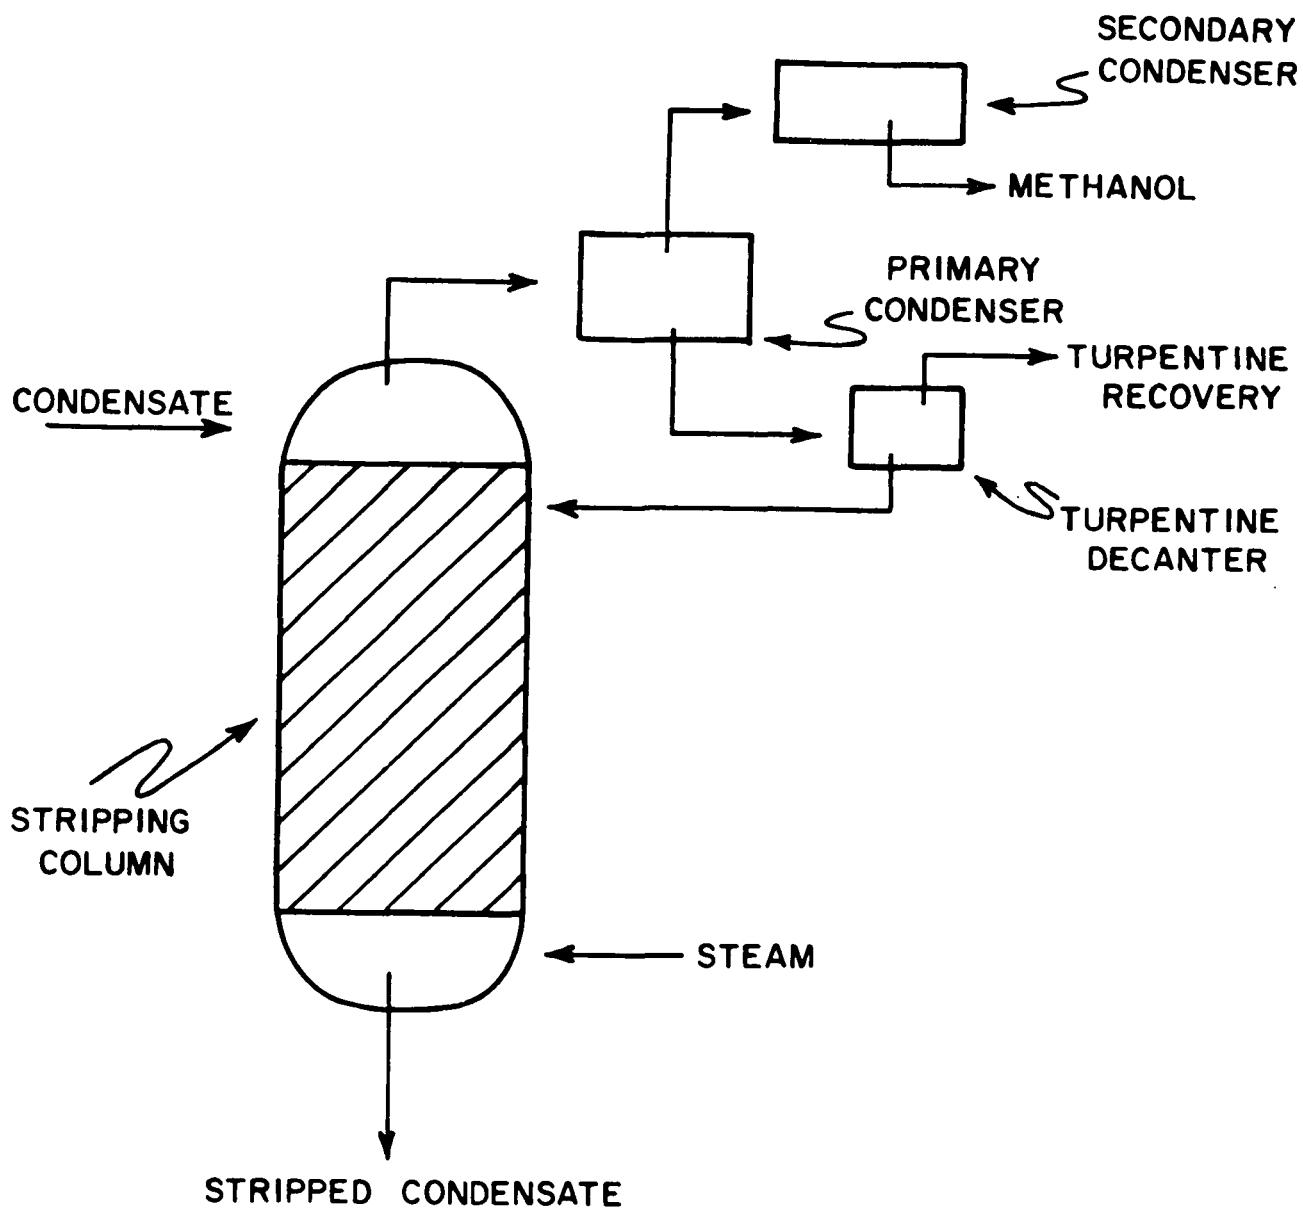 SECONDARY
CONDENSER
METHANOL
PRIMARY
CONDENSER
TURPENTINE
RECOVERY
CONDENSATE
TURPENTINE
DECANTER
STRIPPING
COLUMN
STEAM
STRIPPED CONDENSATE